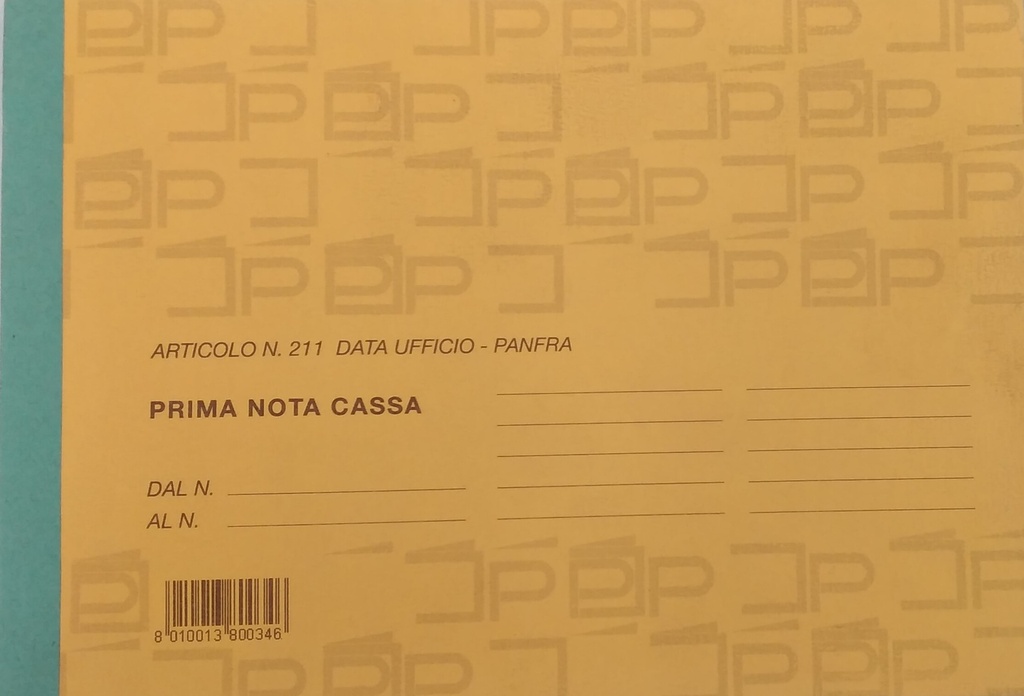 ARTICOLO N. 211 DATA UFFICIO - PANFRA
PRIMA NOTA CASSA
DAL N.
AL N.
8 010013 800346